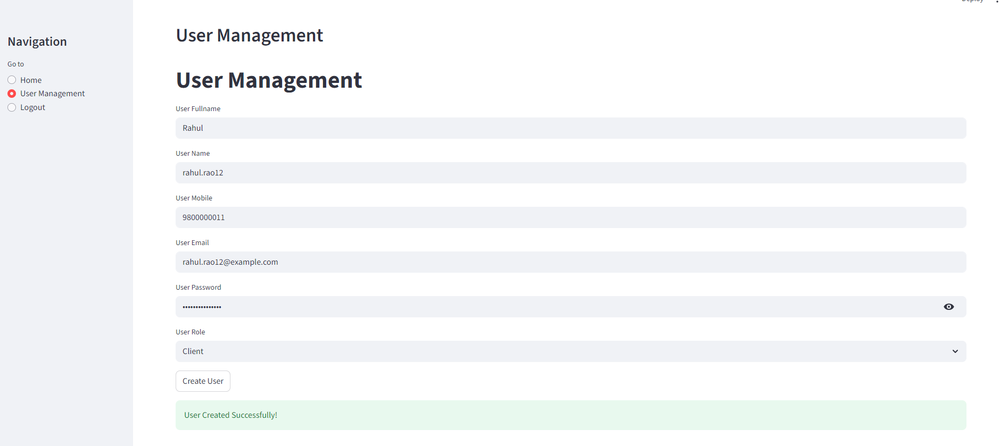 Deploy
Navigation
Go to
Home
User Management
Logout
User Management
User Management
User Fullname
Rahul
User Name
rahul.rao12
User Mobile
9800000011
User Email
rahul.rao12@example.com
User Password
•••••••••••••••
User Role
Client
Create User
User Created Successfully!